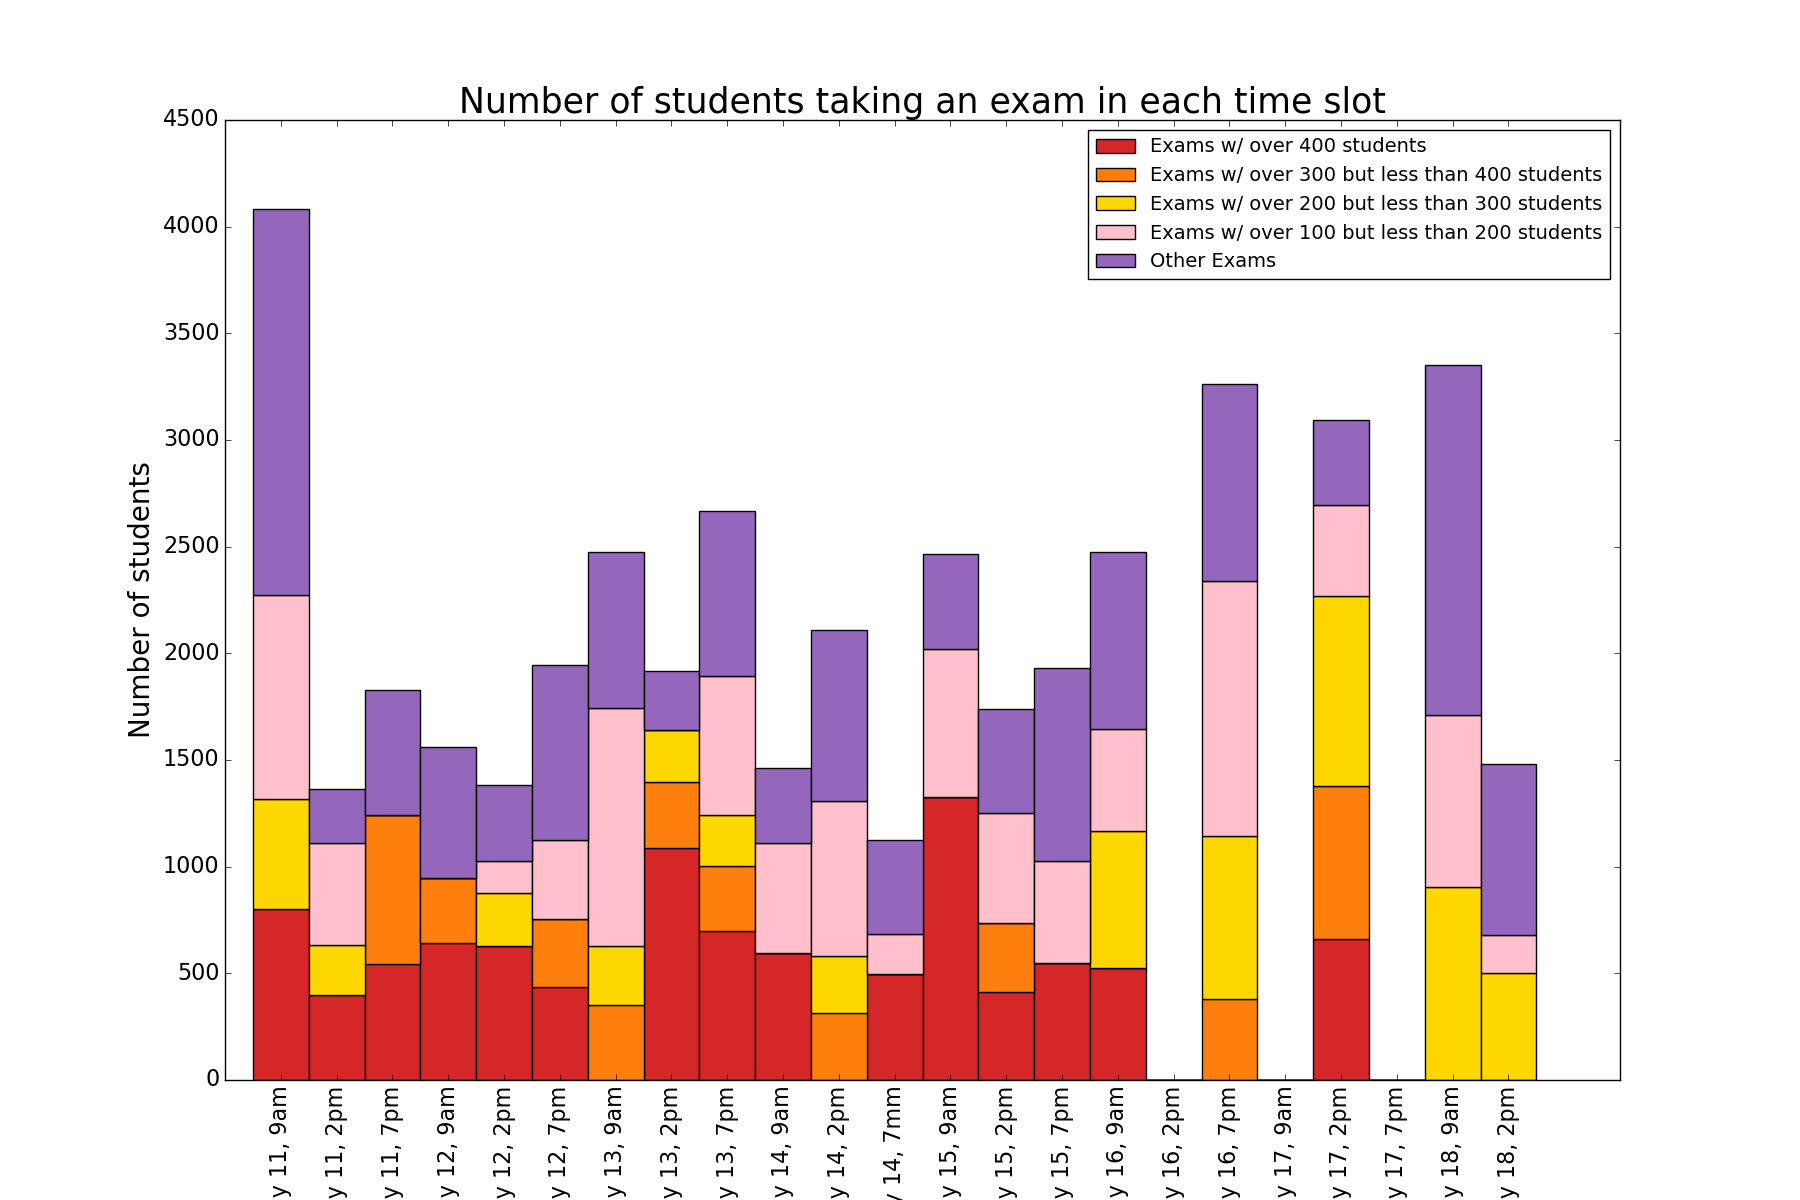 Number of students taking an exam in each time slot
Exams w/ over 400 students
Exams w/ over 300 but less than 400 students
Exams w/ over 200 but less than 300 students
Exams w/ over 100 but less than 200 students
Other Exams
Number of students
4500
4000
3500
3000
2500
2000
1500
1000
500
0
y 11, 9am
y 11, 2pm
y 11, 7pm
y 12, 9am
y 12, 2pm
y 12, 7pm
y 13, 9am
y 13, 2pm
y 13, 7pm
y 14, 9am
y 14, 2pm
y 14, 7mm
y 15, 9am
y 15, 2pm
y 15, 7pm
y 16, 9am
y 16, 2pm
y 16, 7pm
y 17, 9am
y 17, 2pm
y 17, 7pm
y 18, 9am
y 18, 2pm